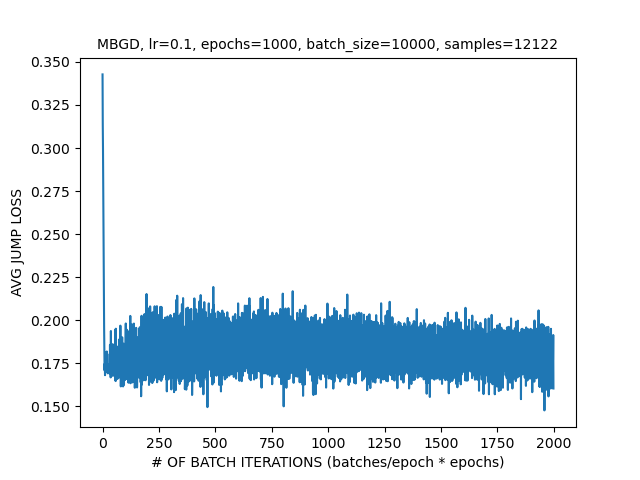 MBGD, lr=0.1, epochs=1000, batch_size=10000, samples=12122
0.350
0.325
0.300
0.275
0.250
0.225
0.200
0.175
0.150
AVG JUMP LOSS
0 250 500 750 1000 1250 1500 1750 2000
# OF BATCH ITERATIONS (batches/epoch * epochs)